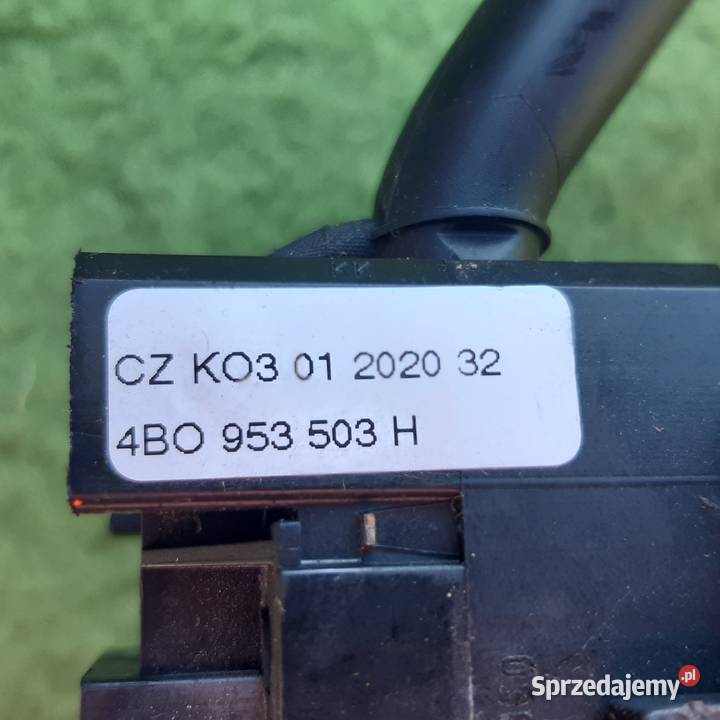 CZ KO3 01 2020 32
4BO 953 503 H
Sprzedajemy.pl